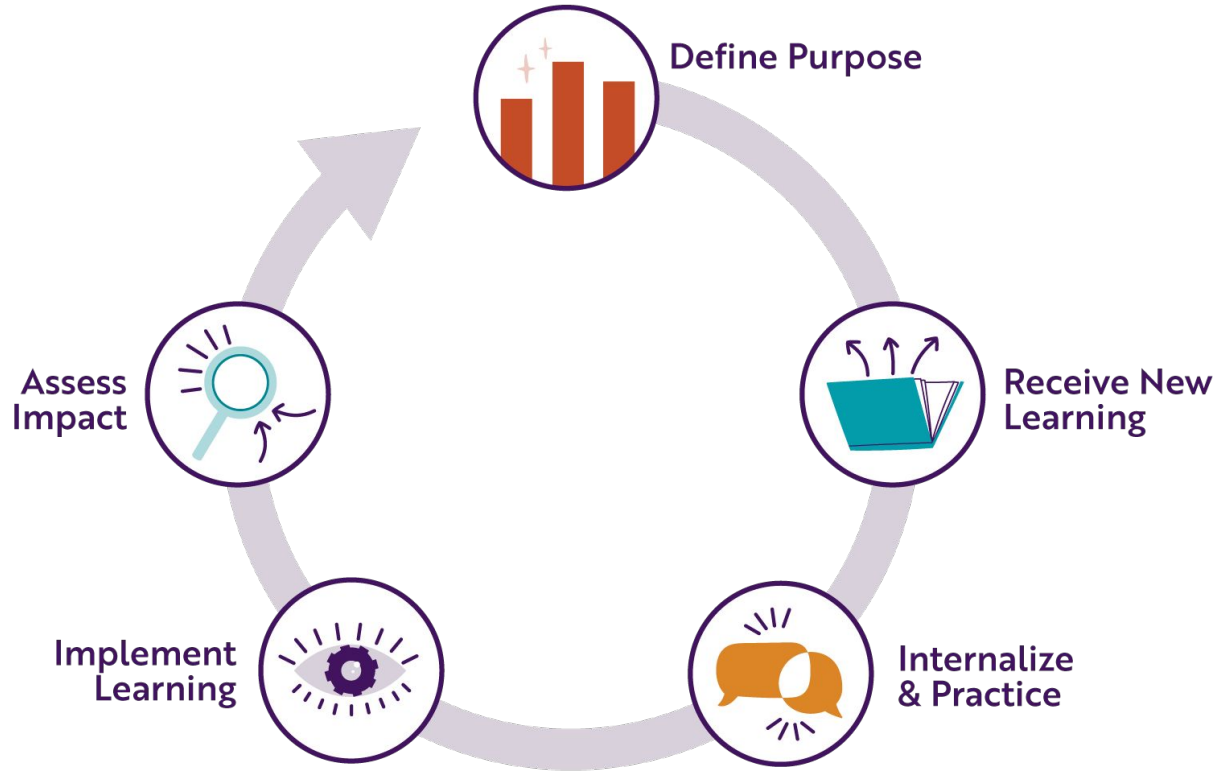 Define Purpose
Receive New
Learning
Internalize
& Practice
Implement
Learning
Assess
Impact